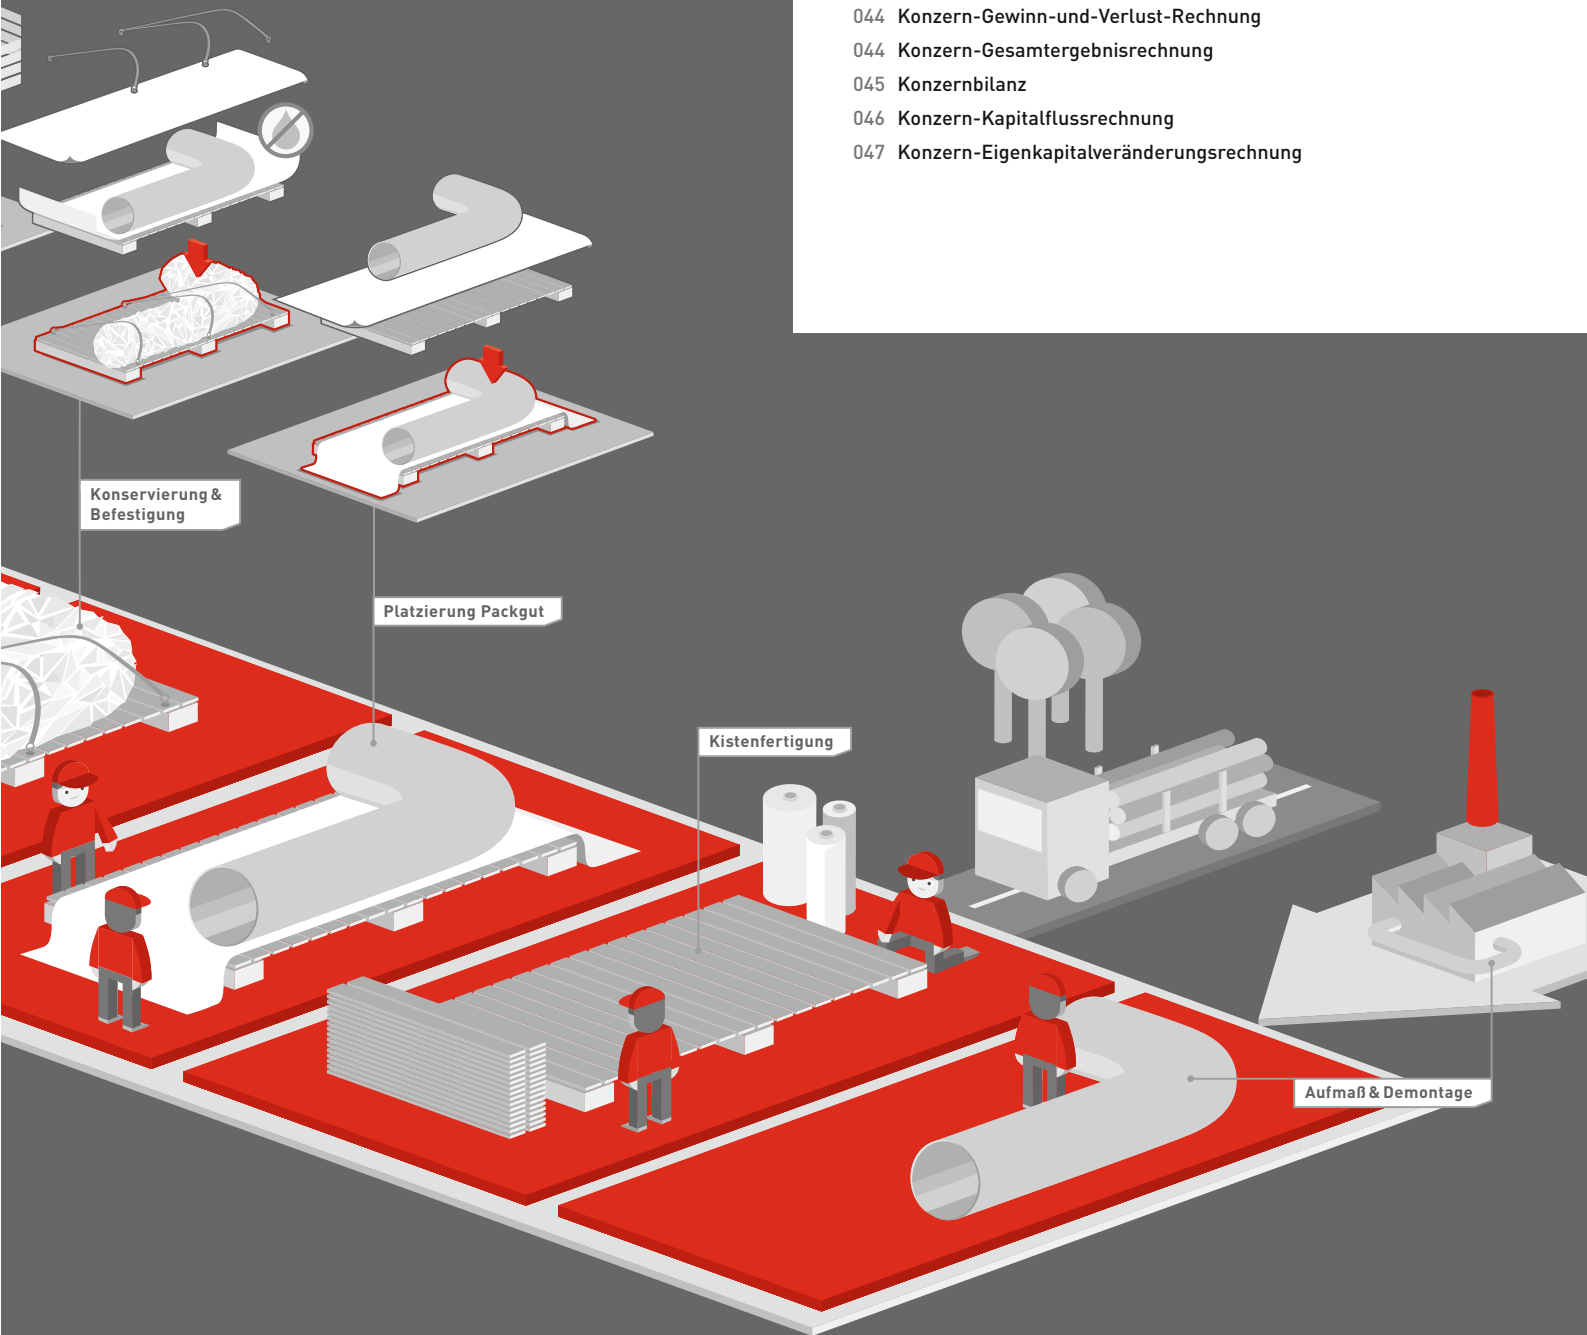 044 Konzern-Gewinn-und-Verlust-Rechnung
044 Konzern-Gesamtergebnisrechnung
045 Konzernbilanz
046 Konzern-Kapitalflussrechnung
047 Konzern-Eigenkapitalveränderungsrechnung
Konservierung &
Befestigung
Platzierung Packgut
Kistenfertigung
Aufmaß & Demontage